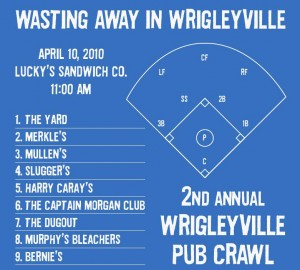 WASTING AWAY IN WRIGLEYVILLE
APRIL 10, 2010
LUCKY'S SANDWICH CO.
11:00 AM
1. THE YARD
2. MERKLE'S
3. MULLEN'S
4. SLUGGER'S
5. HARRY CARAY'S
6. THE CAPTAIN MORGAN CLUB
7. THE DUGOUT
8. MURPHY'S BLEACHERS
9. BERNIE'S
CF
LF
RF
SS
2B
3B
1B
P
C
2ND ANNUAL
WRIGLEYVILLE
PUB CRAWL